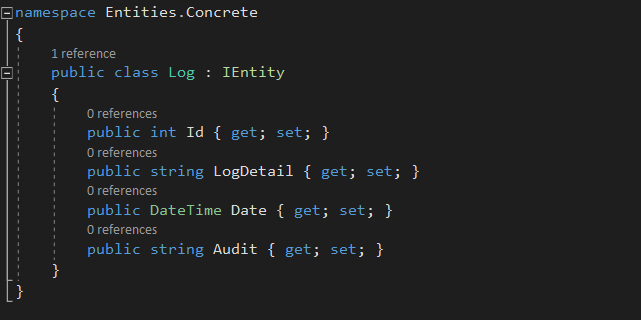 namespace Entities.Concrete
{
1 reference
public class Log : IEntity
{
0 references
public int Id { get; set; }
0 references
public string LogDetail { get; set; }
0 references
public DateTime Date { get; set; }
0 references
public string Audit { get; set; }
}
}